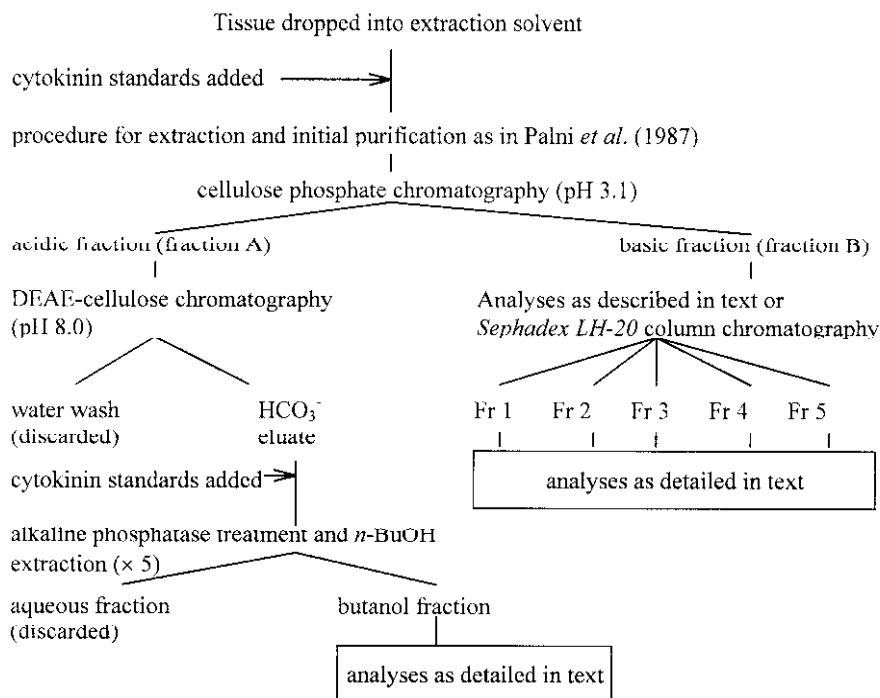 Tissue dropped into extraction solvent
cytokinin standards added
procedure for extraction and initial purification as in Palni et al. (1987)
cellulose phosphate chromatography (pH 3.1)
acidic fraction (fraction A)
basic fraction (fraction B)
DEAE-cellulose chromatography
(pH 8.0)
Analyses as described in text or
Sephadex LH-20 column chromatography
water wash
(discarded)
HCO₃⁻
eluate
Fr 1 Fr 2 Fr 3 Fr 4 Fr 5
analyses as detailed in text
cytokinin standards added
alkaline phosphatase treatment and n-BuOH
extraction (× 5)
aqueous fraction
(discarded)
butanol fraction
analyses as detailed in text